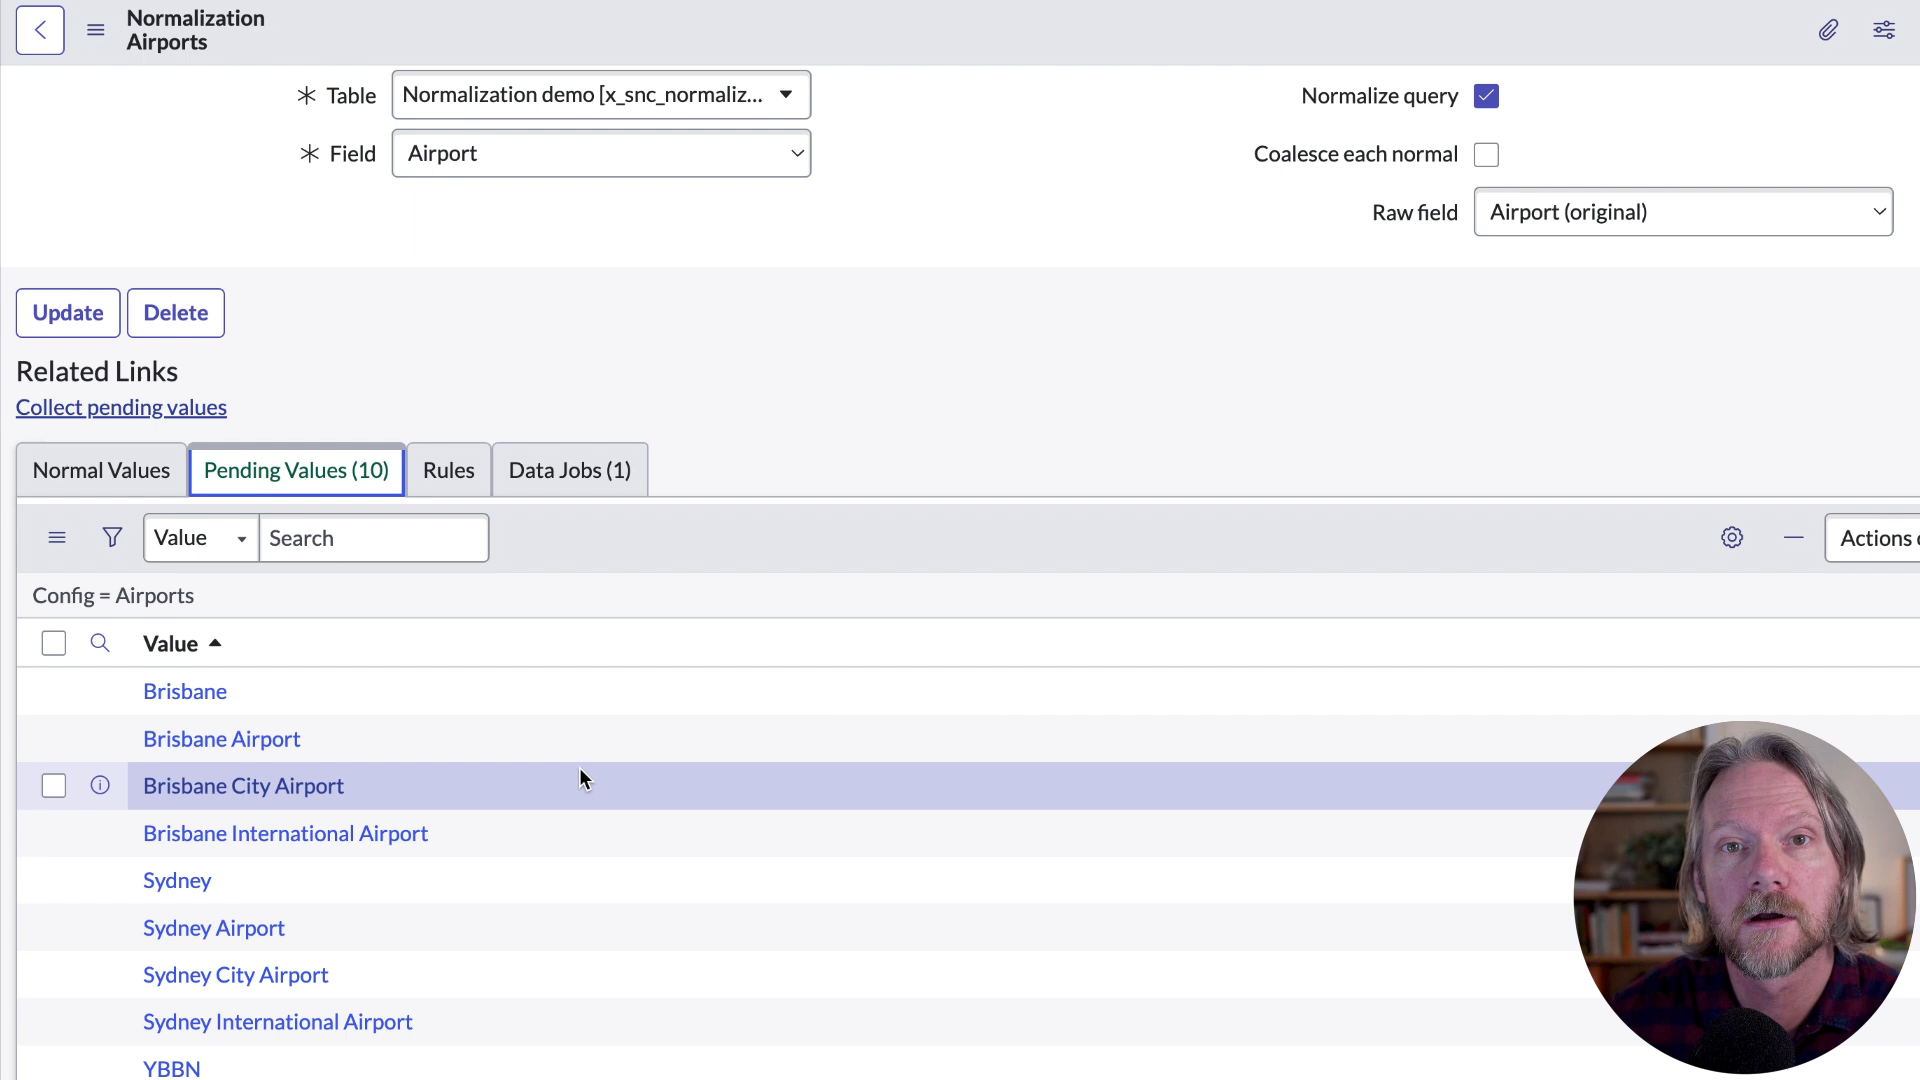 Normalization
Airports
Table
Normalization demo [x_snc_normaliz...
Normalize query
Field
Airport
Coalesce each normal
Raw field
Airport (original)
Update
Delete
Related Links
Collect pending values
Normal Values
Pending Values (10)
Rules
Data Jobs (1)
Value
Search
Actions
Config = Airports
Value
Brisbane
Brisbane Airport
Brisbane City Airport
Brisbane International Airport
Sydney
Sydney Airport
Sydney City Airport
Sydney International Airport
YBBN